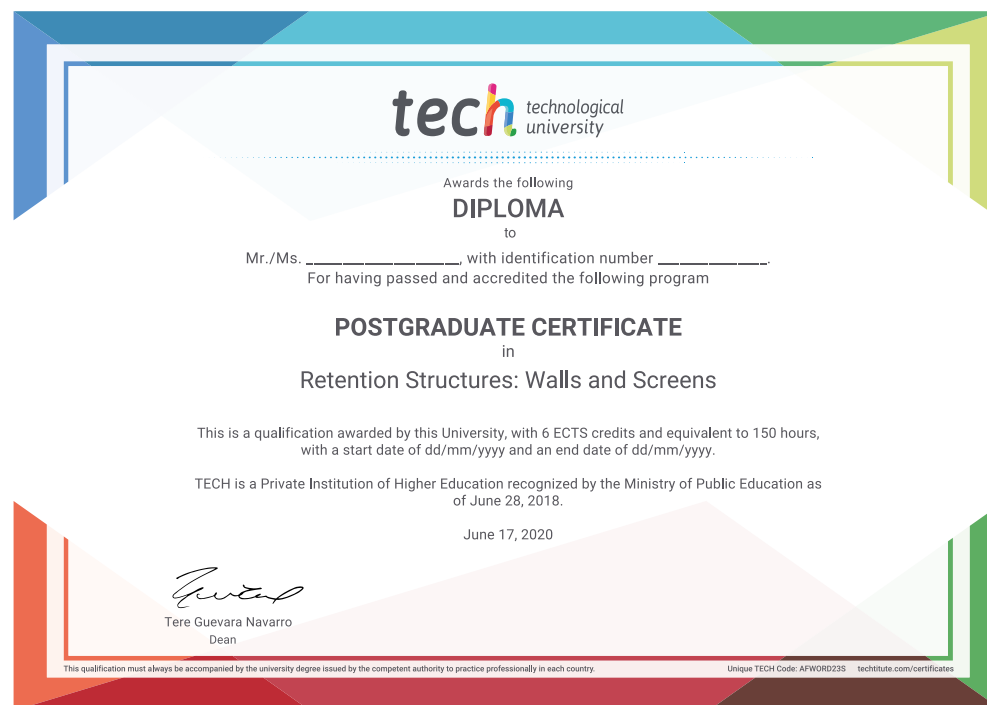 tech technological
university
Awards the following
DIPLOMA
to
Mr./Ms. ____________________, with identification number ______________.
For having passed and accredited the following program
POSTGRADUATE CERTIFICATE
in
Retention Structures: Walls and Screens
This is a qualification awarded by this University, with 6 ECTS credits and equivalent to 150 hours,
with a start date of dd/mm/yyyy and an end date of dd/mm/yyyy.
TECH is a Private Institution of Higher Education recognized by the Ministry of Public Education as
of June 28, 2018.
June 17, 2020
Tere Guevara Navarro
Dean
This qualification must always be accompanied by the university degree issued by the competent authority to practice professionally in each country.
Unique TECH Code: AFWORD23S techtitute.com/certificates